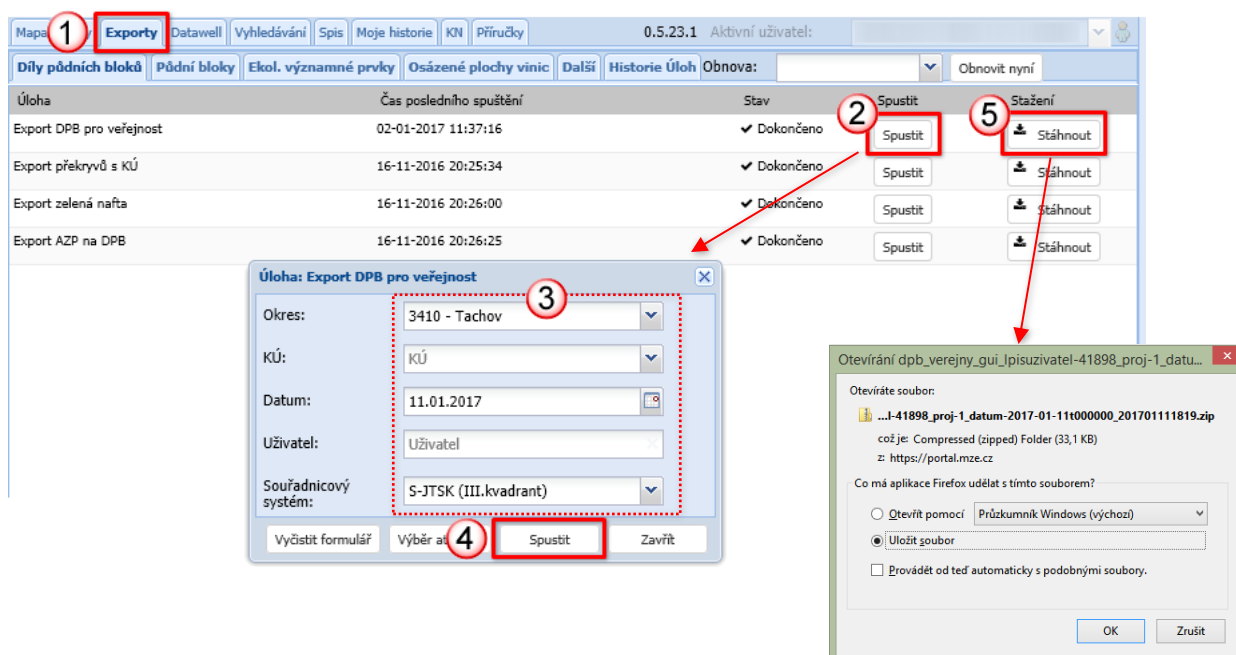 Mapa 1 y Exporty Datawell Vyhledávání Spis Moje historie KN Příručky 0.5.23.1 Aktivní uživatel:
Díly půdních bloků Půdní bloky Ekol. významné prvky Osázené plochy vinic Další Historie Úloh Obnova: Obnovit nyní
Úloha Čas posledního spuštění Stav Spustit Stažení
2 5
Export DPB pro veřejnost 02-01-2017 11:37:16 Dokončeno Spustit Stáhnout
Export překryvů s KÚ 16-11-2016 20:25:34 Dokončeno Spustit Stáhnout
Export zelená nafta 16-11-2016 20:26:00 Dokončeno Spustit Stáhnout
Export AZP na DPB 16-11-2016 20:26:25 Dokončeno Spustit Stáhnout
Úloha: Export DPB pro veřejnost
3
Okres: 3410 - Tachov
KÚ: KÚ
Datum: 11.01.2017
Uživatel: Uživatel
Souřadnicový
systém: S-JTSK (III.kvadrant)
Vyčistit formulář Výběr at 4 Spustit Zavřít
Otevírání dpb_verejny_gui_lpisuzivatel-41898_proj-1_datu...
Otevíráte soubor:
...l-41898_proj-1_datum-2017-01-11t000000_201701111819.zip
což je: Compressed (zipped) Folder (33,1 KB)
z: https://portal.mze.cz
Co má aplikace Firefox udělat s tímto souborem?
Otevřít pomocí Průzkumník Windows (výchozí)
Uložit soubor
Provádět od teď automaticky s podobnými soubory.
OK Zrušit